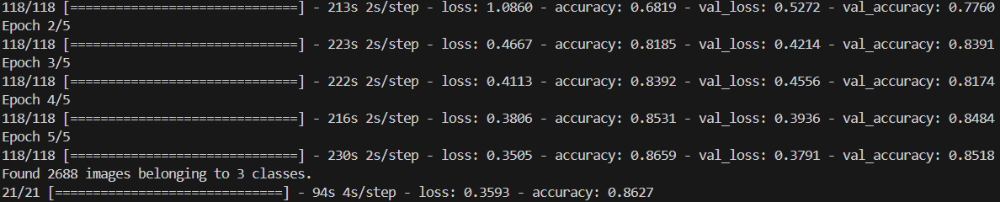 118/118 [==============================] - 213s 2s/step - loss: 1.0860 - accuracy: 0.6819 - val_loss: 0.5272 - val_accuracy: 0.7760
Epoch 2/5
118/118 [==============================] - 223s 2s/step - loss: 0.4667 - accuracy: 0.8185 - val_loss: 0.4214 - val_accuracy: 0.8391
Epoch 3/5
118/118 [==============================] - 222s 2s/step - loss: 0.4113 - accuracy: 0.8392 - val_loss: 0.4556 - val_accuracy: 0.8174
Epoch 4/5
118/118 [==============================] - 216s 2s/step - loss: 0.3806 - accuracy: 0.8531 - val_loss: 0.3936 - val_accuracy: 0.8484
Epoch 5/5
118/118 [==============================] - 230s 2s/step - loss: 0.3505 - accuracy: 0.8659 - val_loss: 0.3791 - val_accuracy: 0.8518
Found 2688 images belonging to 3 classes.
21/21 [==============================] - 94s 4s/step - loss: 0.3593 - accuracy: 0.8627